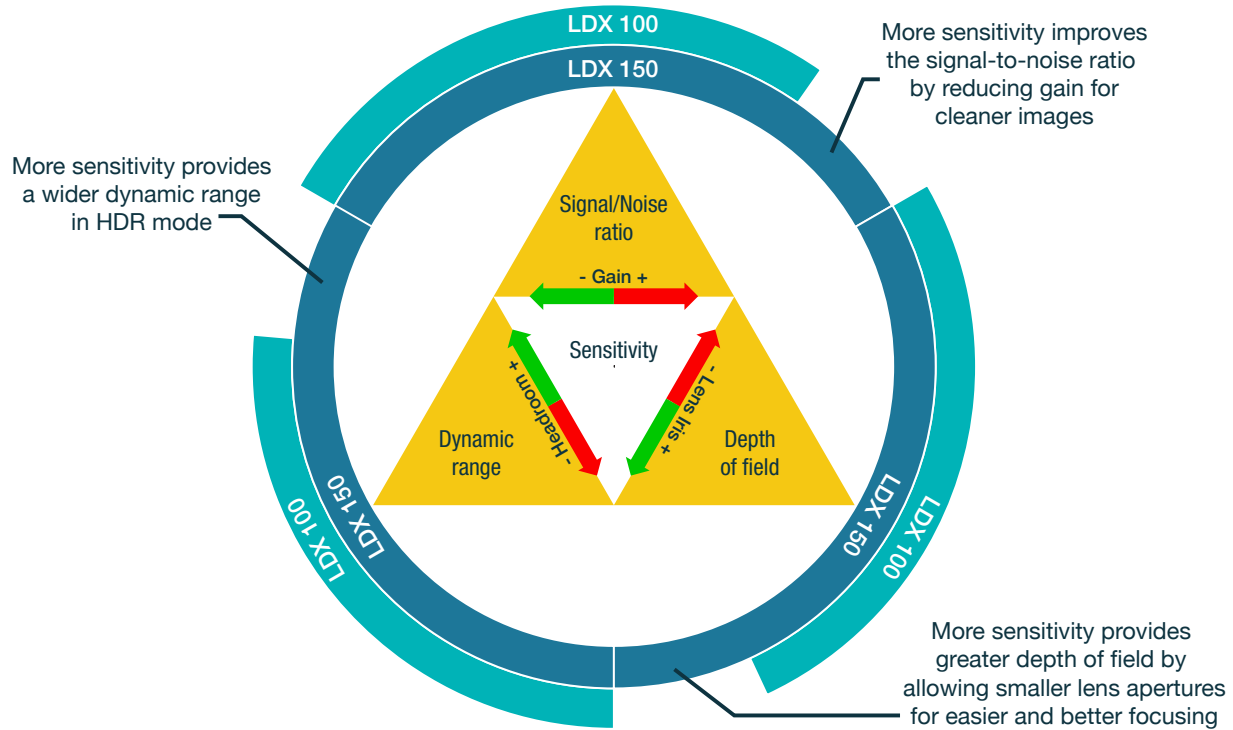 LDX 100
LDX 150
More sensitivity improves
the signal-to-noise ratio
by reducing gain for
cleaner images
More sensitivity provides
a wider dynamic range
in HDR mode
Signal/Noise
ratio
- Gain +
Sensitivity
- Headroom +
- Lens Iris +
Dynamic
range
Depth
of field
LDX 150
LDX 100
LDX 150
LDX 100
More sensitivity provides
greater depth of field by
allowing smaller lens apertures
for easier and better focusing